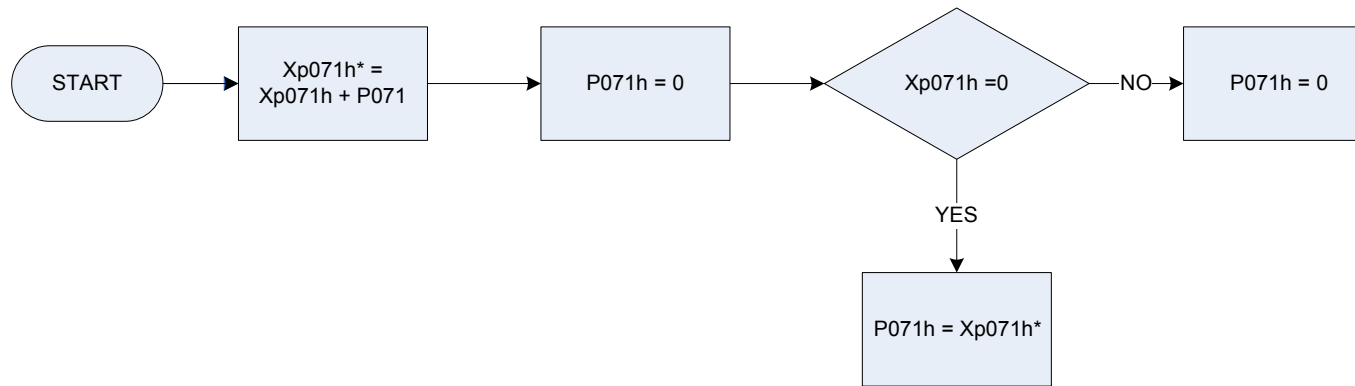 START
Xp071h* =
Xp071h + P071
P071h = 0
Xp071h =0
NO
P071h = 0
YES
P071h = Xp071h*